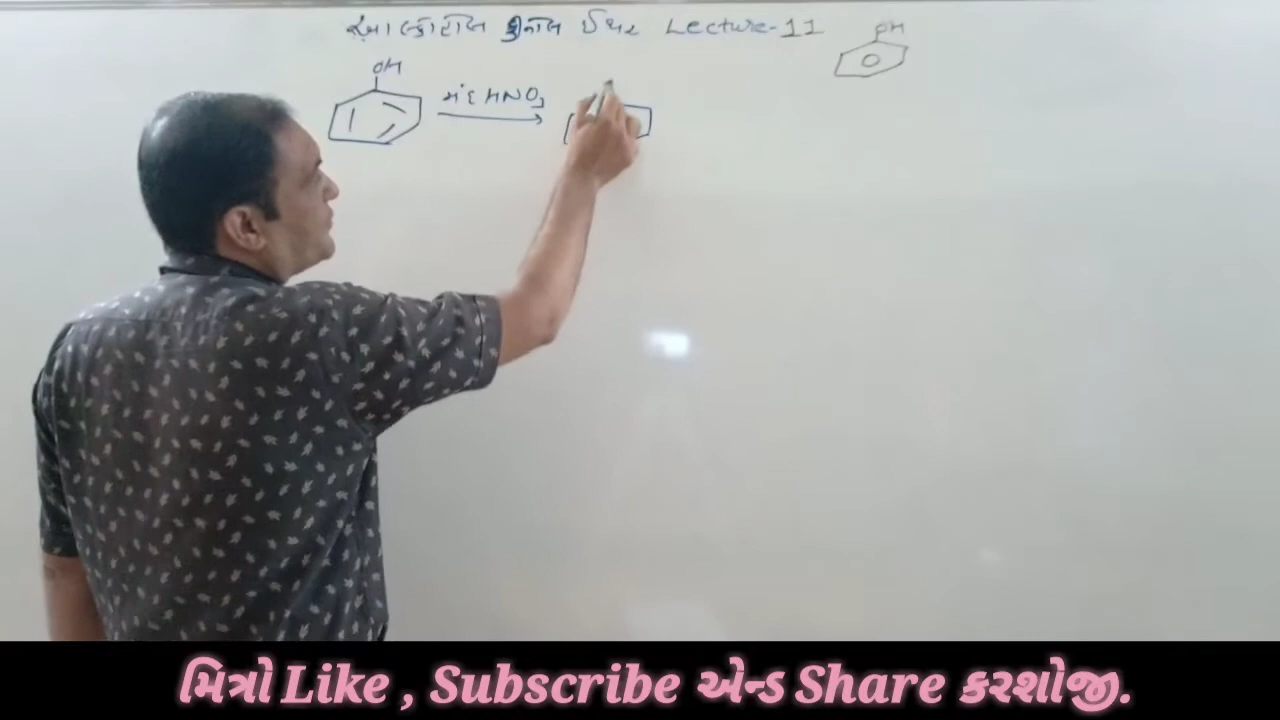 આલ્કોહોલ ફિનોલ ઈથર Lecture-11
OH
OH
મંદ HNO3
મિત્રો Like , Subscribe એન્ડ Share કરશોજી.